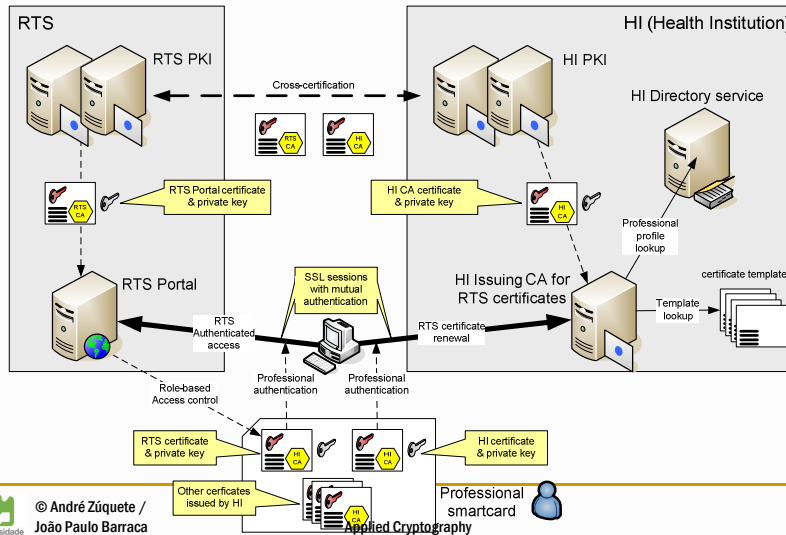 RTS
HI (Health Institution)
RTS PKI
HI PKI
Cross-certification
HI Directory service
RTS
CA
HI
CA
RTS Portal certificate
& private key
HI CA certificate
& private key
RTS
CA
HI
CA
Professional
profile
lookup
SSL sessions
with mutual
authentication
RTS Portal
HI Issuing CA for
RTS certificates
certificate template
Template
lookup
RTS
Authenticated
access
RTS certificate
renewal
Professional
authentication
Professional
authentication
Role-based
Access control
RTS certificate
& private key
HI
CA
HI
CA
HI certificate
& private key
Other cerficates
issued by HI
HI
CA
Professional
smartcard
© André Zúquete /
João Paulo Barraca
Applied Cryptography